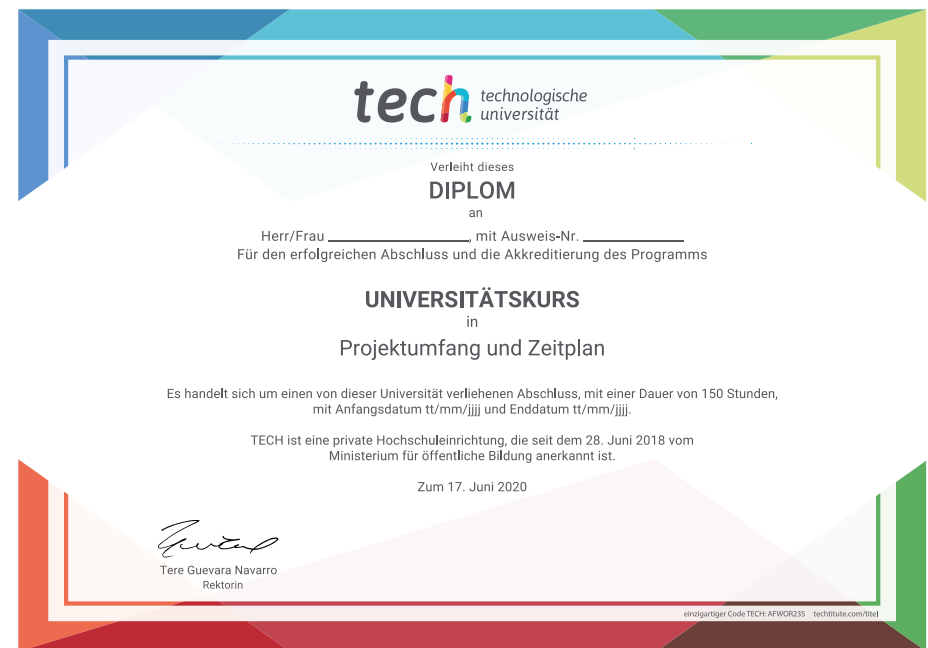 tech technologische
universität
Verleiht dieses
DIPLOM
an
Herr/Frau ____________________, mit Ausweis-Nr. ______________
Für den erfolgreichen Abschluss und die Akkreditierung des Programms
UNIVERSITÄTSKURS
in
Projektumfang und Zeitplan
Es handelt sich um einen von dieser Universität verliehenen Abschluss, mit einer Dauer von 150 Stunden,
mit Anfangsdatum tt/mm/jjjj und Enddatum tt/mm/jjjj.
TECH ist eine private Hochschuleinrichtung, die seit dem 28. Juni 2018 vom
Ministerium für öffentliche Bildung anerkannt ist.
Zum 17. Juni 2020
Tere Guevara Navarro
Rektorin
einzigartiger Code TECH: AFWOR23S techtitute.com/titel